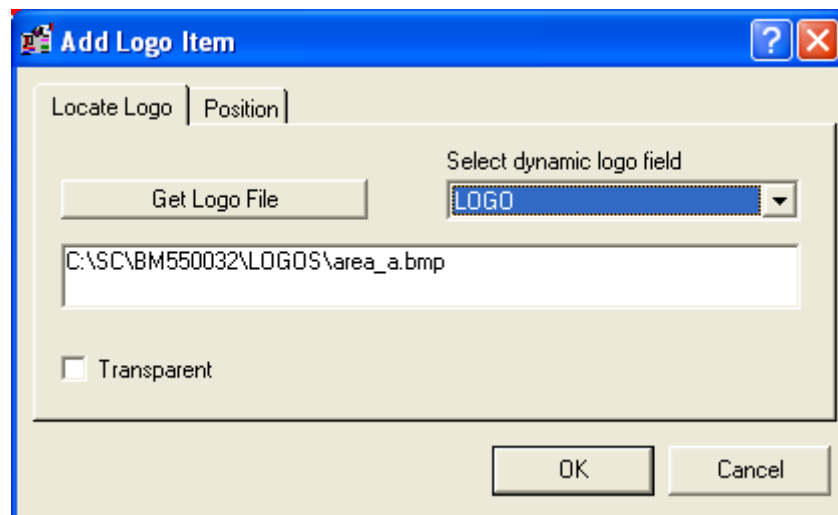 Add Logo Item
Locate Logo
Position
Select dynamic logo field
Get Logo File
LOGO
C:\SC\BM550032\LOGOS\area_a.bmp
Transparent
OK
Cancel